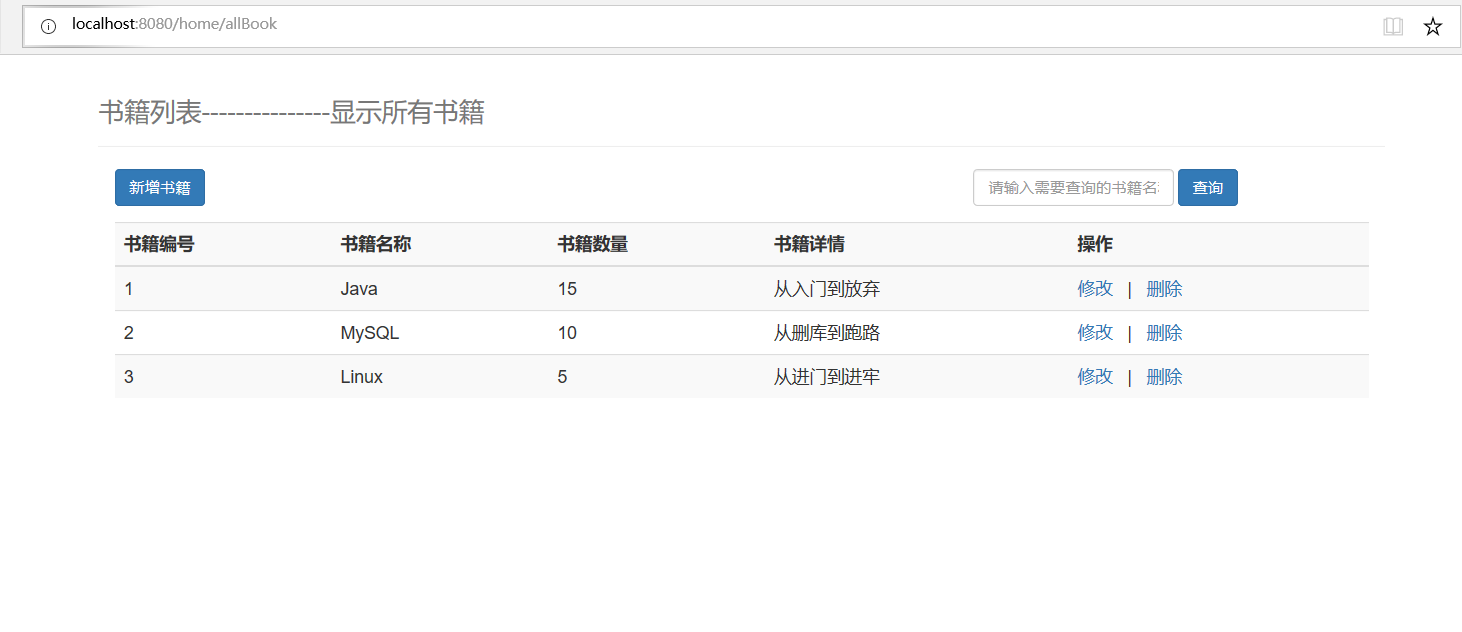 localhost:8080/home/allBook
书籍列表---------------显示所有书籍
新增书籍 请输入需要查询的书籍名 查询
书籍编号 书籍名称 书籍数量 书籍详情 操作
1 Java 15 从入门到放弃 修改 | 删除
2 MySQL 10 从删库到跑路 修改 | 删除
3 Linux 5 从进门到进牢 修改 | 删除